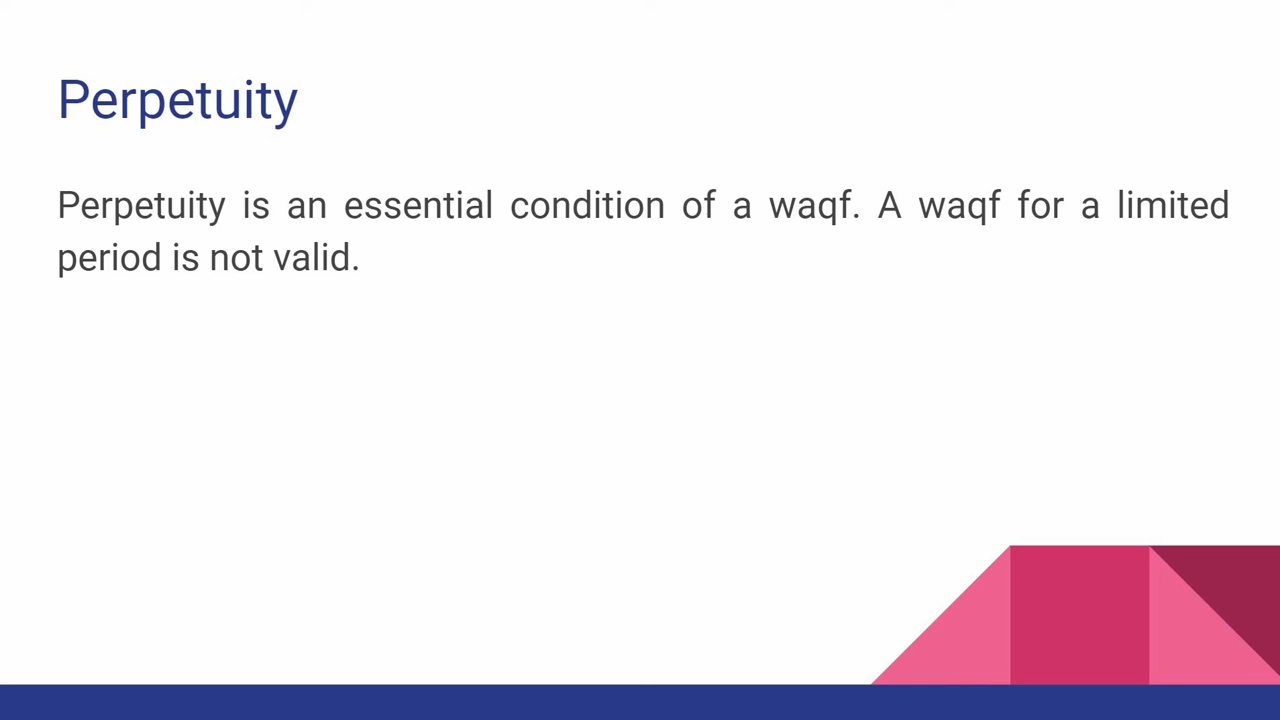 Perpetuity
Perpetuity is an essential condition of a waqf. A waqf for a limited
period is not valid.